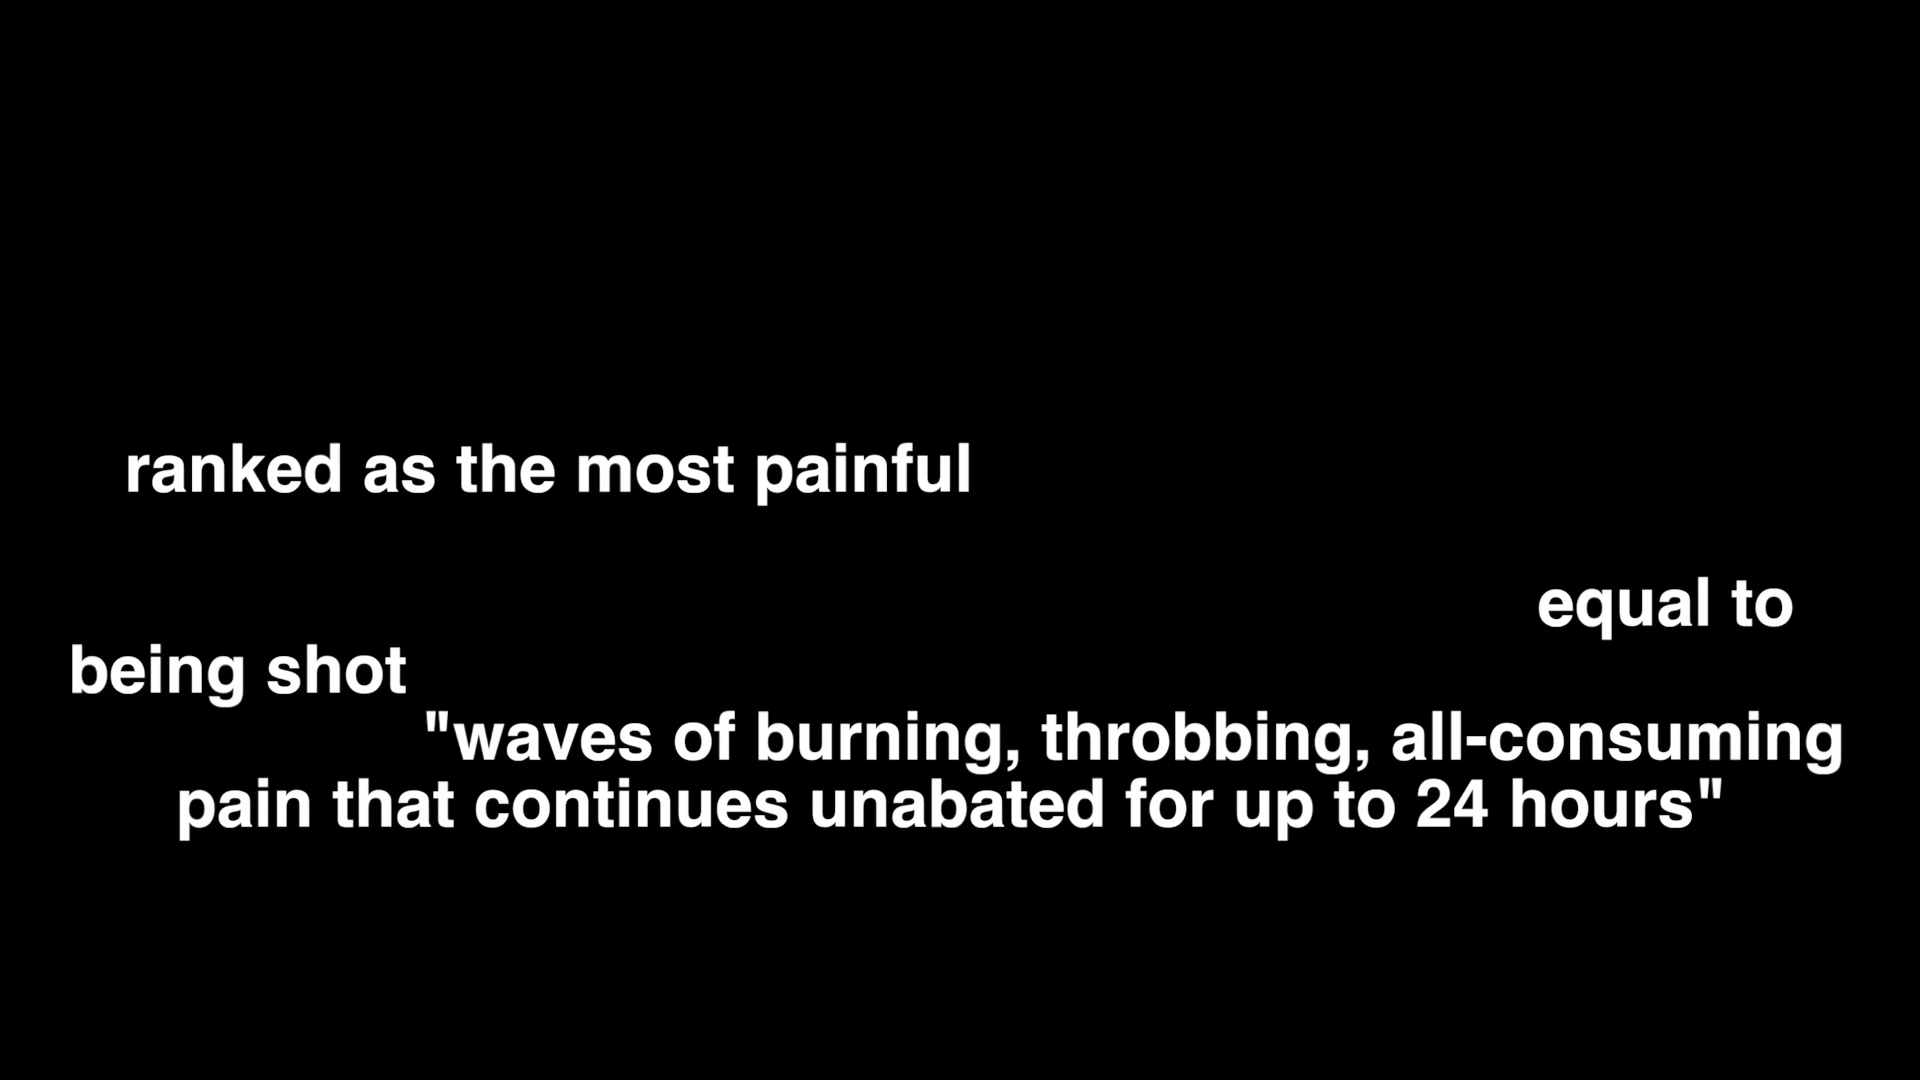 ranked as the most painful
equal to
being shot
"waves of burning, throbbing, all-consuming
pain that continues unabated for up to 24 hours"